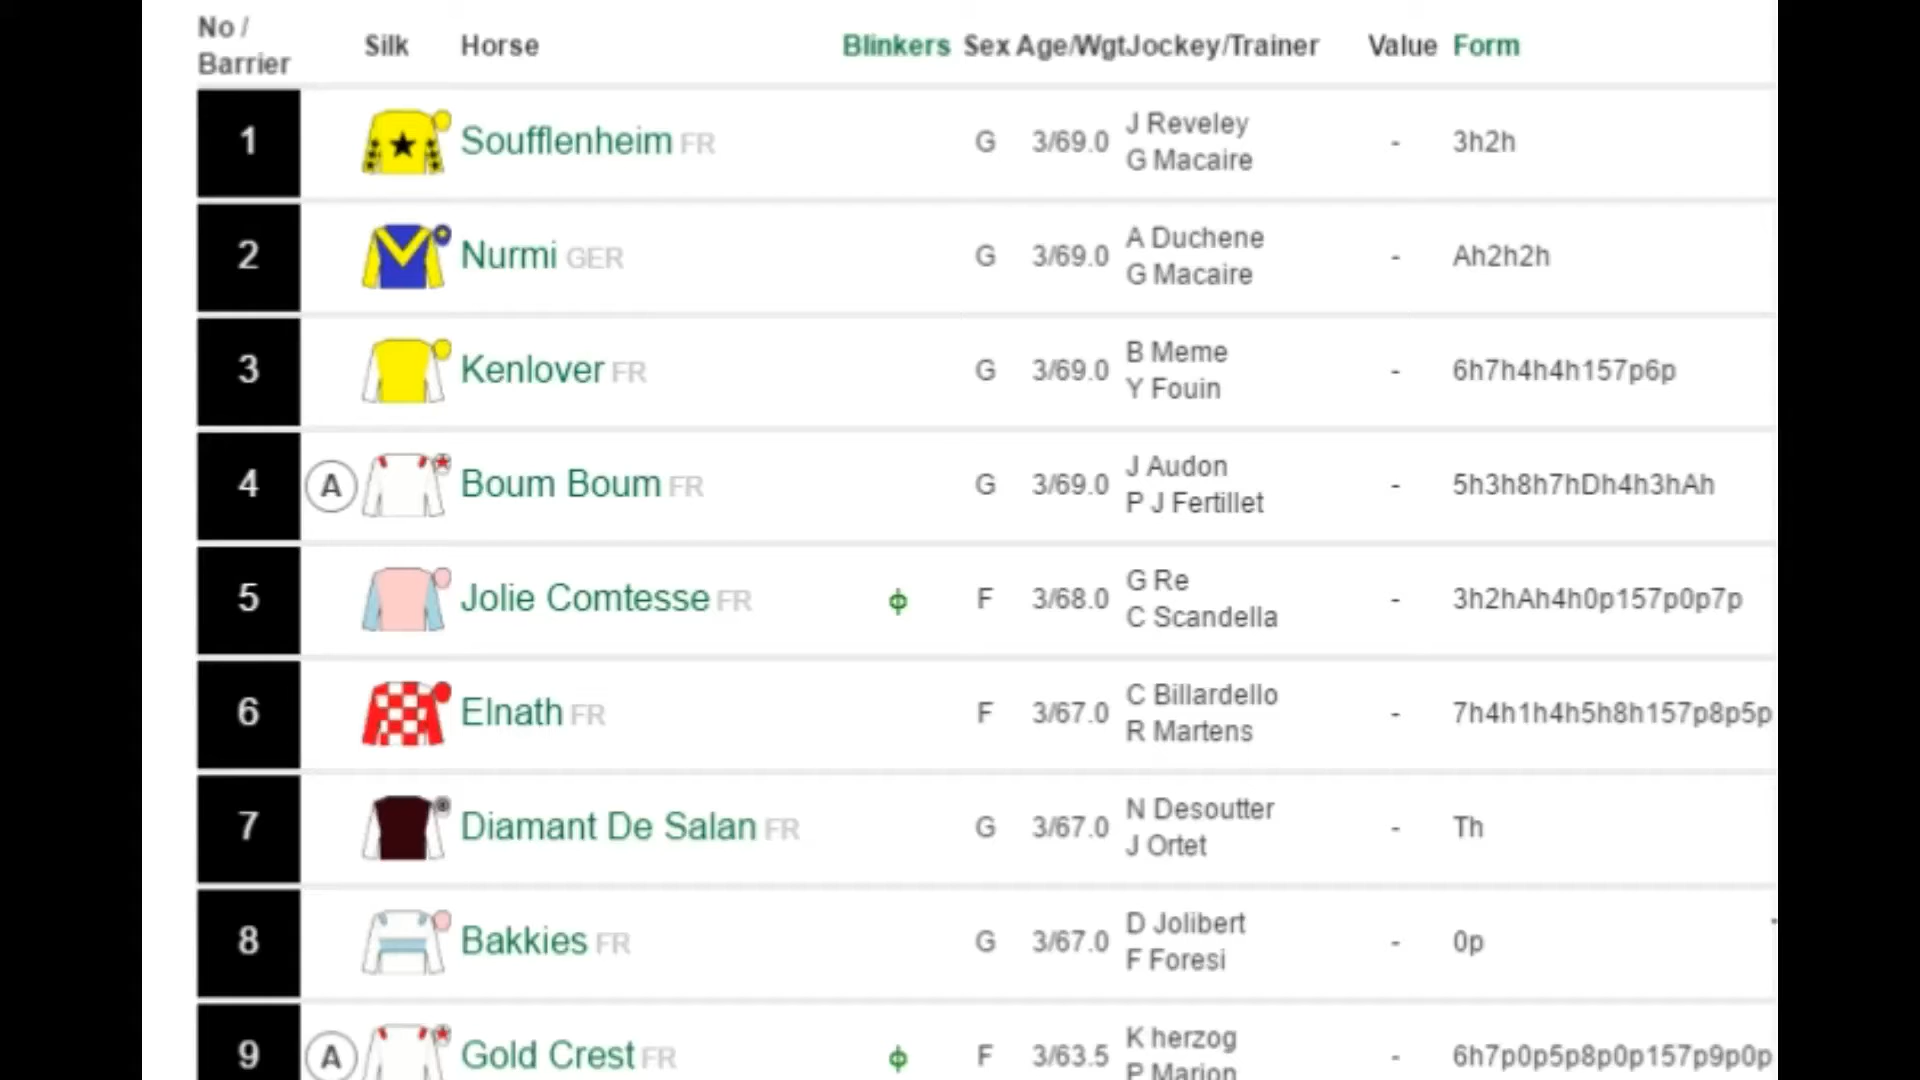 No / Barrier Silk Horse Blinkers Sex Age/Wgt Jockey/Trainer Value Form
1 Soufflenheim FR G 3/69.0 J Reveley G Macaire - 3h2h
2 Nurmi GER G 3/69.0 A Duchene G Macaire - Ah2h2h
3 Kenlover FR G 3/69.0 B Meme Y Fouin - 6h7h4h4h157p6p
4 A Boum Boum FR G 3/69.0 J Audon P J Fertillet - 5h3h8h7hDh4h3hAh
5 Jolie Comtesse FR F 3/68.0 G Re C Scandella - 3h2hAh4h0p157p0p7p
6 Elnath FR F 3/67.0 C Billardello R Martens - 7h4h1h4h5h8h157p8p5p
7 Diamant De Salan FR G 3/67.0 N Desoutter J Ortet - Th
8 Bakkies FR G 3/67.0 D Jolibert F Foresi - 0p
9 A Gold Crest FR F 3/63.5 K herzog P Marion - 6h7p0p5p8p0p157p9p0p